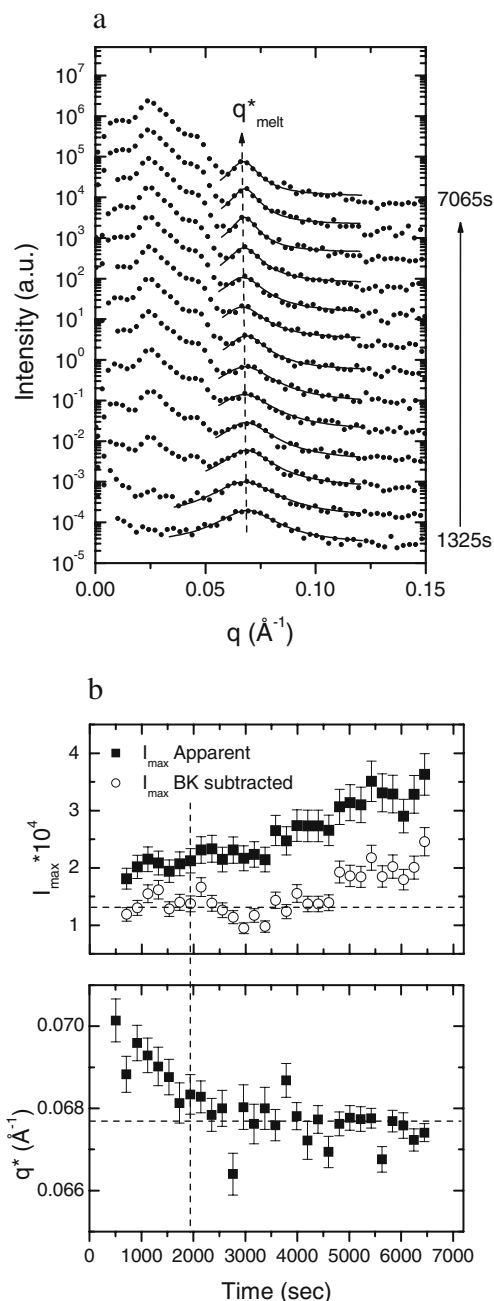 a
10^7
10^6
10^5
10^4
10^3
10^2
10^1
10^0
10^-1
10^-2
10^-3
10^-4
10^-5
Intensity (a.u.)
q*melt
7065s
1325s
0.00 0.05 0.10 0.15
q (Å^-1)
b
I_max Apparent
I_max BK subtracted
4
3
2
1
I_max*10^4
0.070
0.068
0.066
q* (Å^-1)
0 1000 2000 3000 4000 5000 6000 7000
Time (sec)